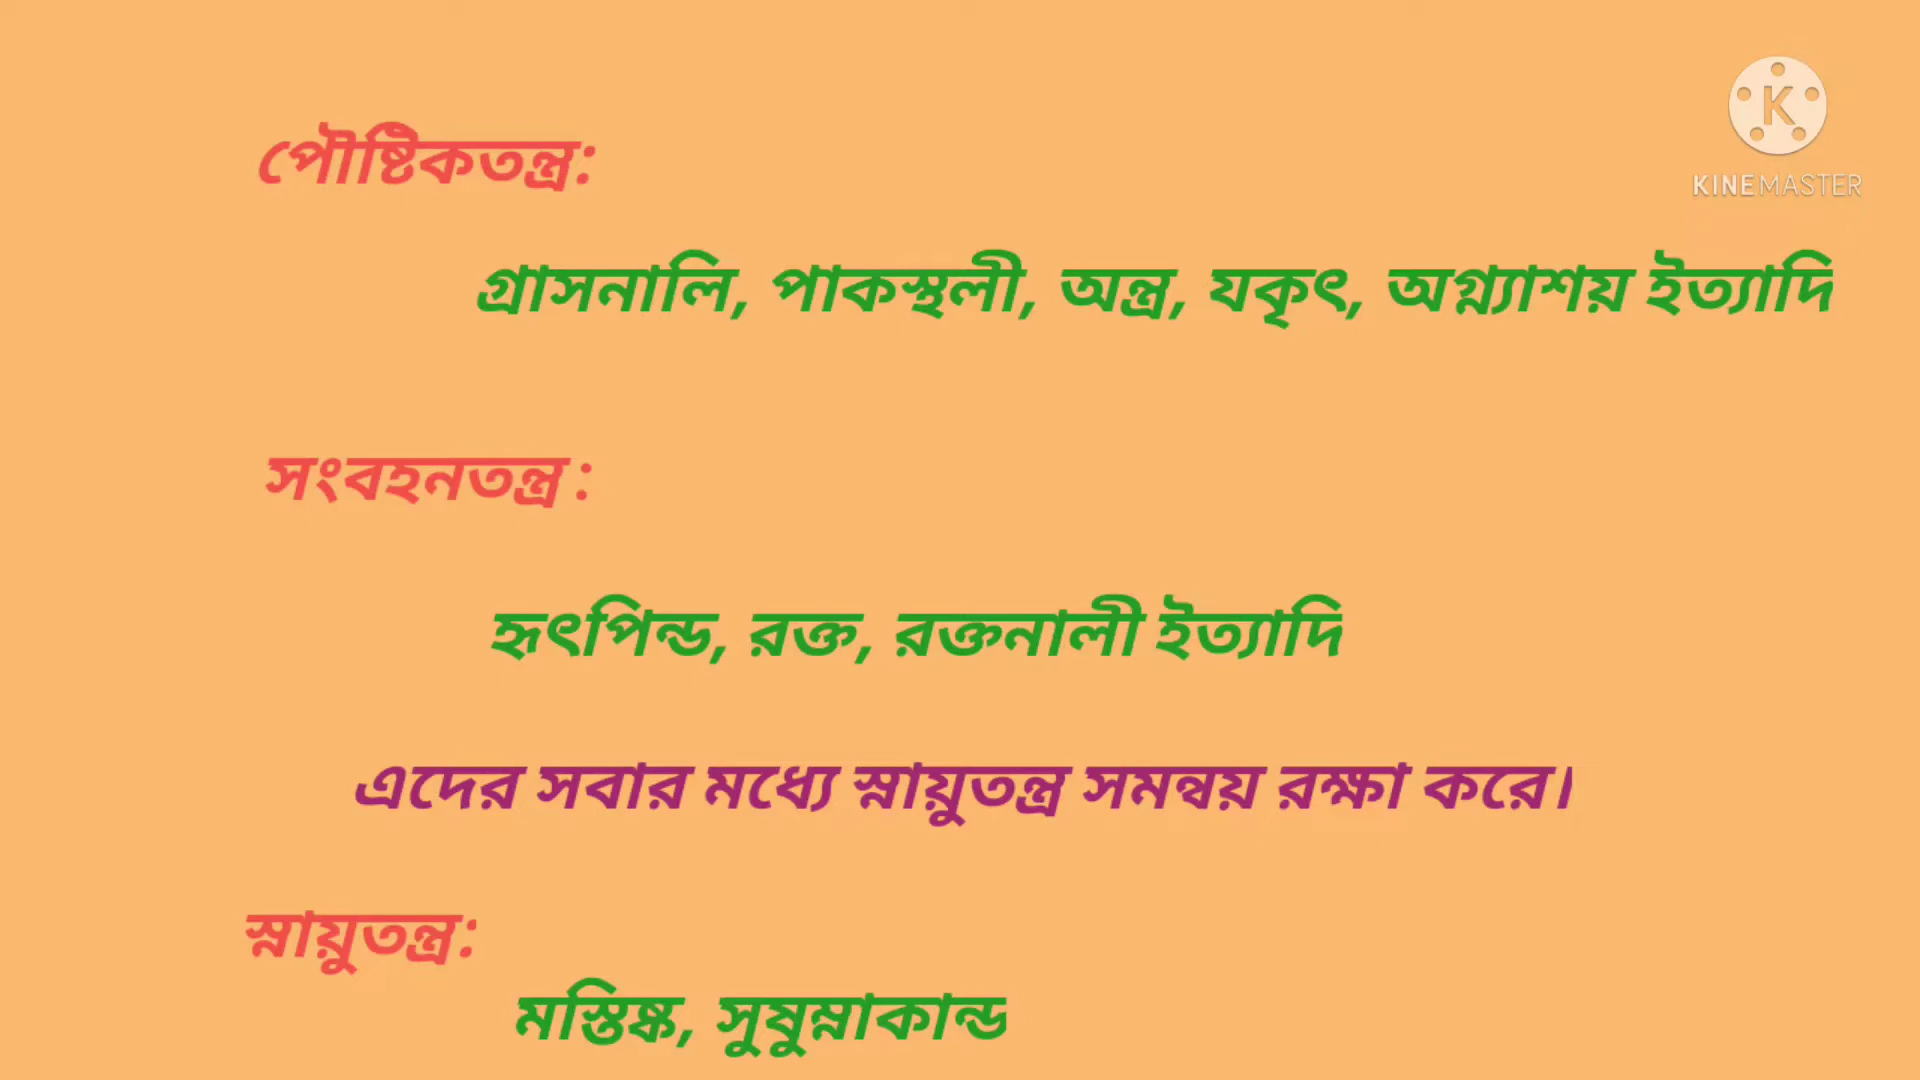 পৌষ্টিকতন্ত্র:
KINEMASTER
গ্রাসনালি, পাকস্থলী, অন্ত্র, যকৃৎ, অগ্ন্যাশয় ইত্যাদি
সংবহনতন্ত্র :
হৃৎপিন্ড, রক্ত, রক্তনালী ইত্যাদি
এদের সবার মধ্যে স্নায়ুতন্ত্র সমন্বয় রক্ষা করে।
স্নায়ুতন্ত্র:
মস্তিষ্ক, সুষুম্নাকান্ড